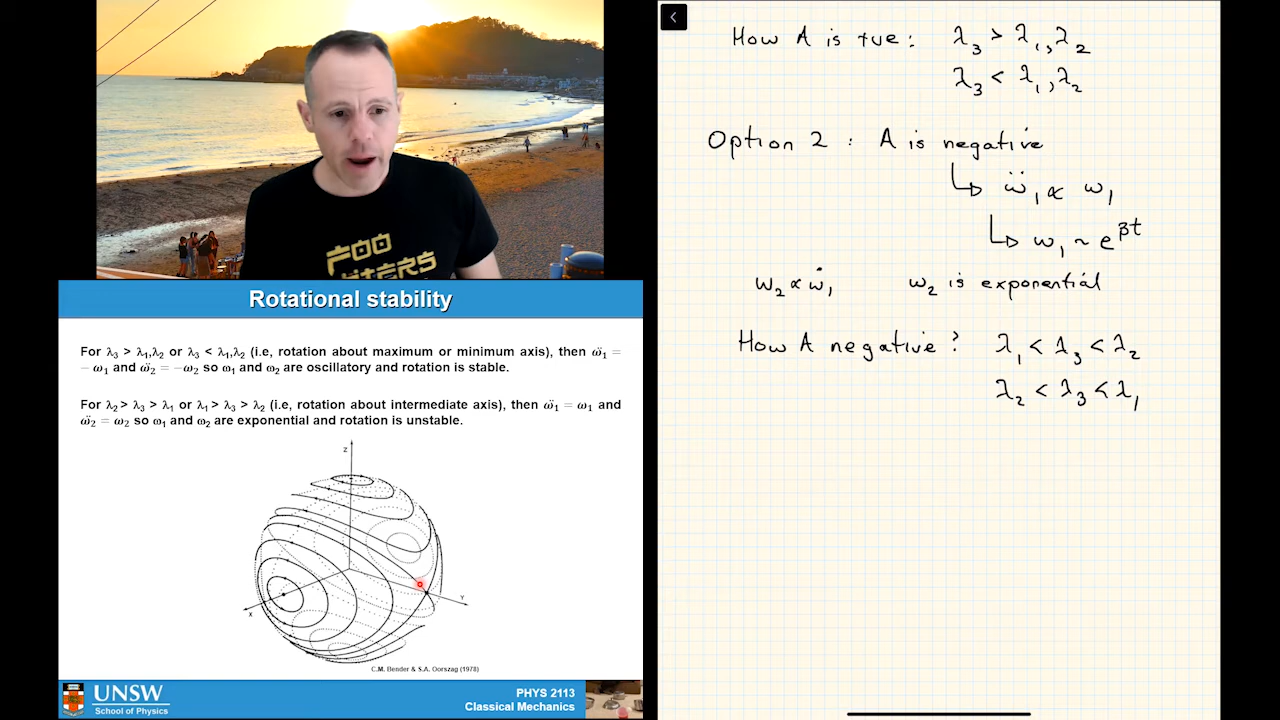 FOO
FIGHTERS
Rotational stability
For λ₃ > λ₁,λ₂ or λ₃ < λ₁,λ₂ (i.e, rotation about maximum or minimum axis), then ω̈₁ =
− ω₁ and ω̈₂ = −ω₂ so ω₁ and ω₂ are oscillatory and rotation is stable.
For λ₂ > λ₃ > λ₁ or λ₁ > λ₃ > λ₂ (i.e, rotation about intermediate axis), then ω̈₁ = ω₁ and
ω̈₂ = ω₂ so ω₁ and ω₂ are exponential and rotation is unstable.
Z
Y
X
C.M. Bender & S.A. Oorszag (1978)
UNSW
School of Physics
PHYS 2113
Classical Mechanics
How A is +ve : λ₃ > λ₁, λ₂
λ₃ < λ₁, λ₂
Option 2 : A is negative
↳ ω̈₁ ∝ ω₁
↳ ω₁ ~ e^βt
ω₂ ∝ ω̇₁ ω₂ is exponential
How A negative ? λ₁ < λ₃ < λ₂
λ₂ < λ₃ < λ₁